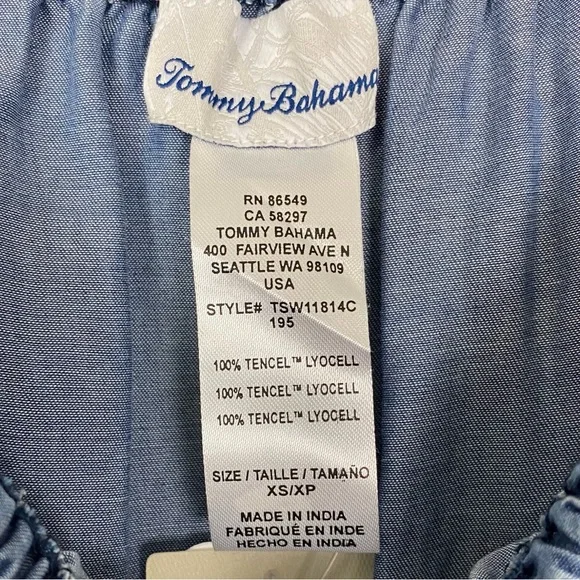 Tommy Bahama
RN 86549
CA 58297
TOMMY BAHAMA
400 FAIRVIEW AVE N
SEATTLE WA 98109
USA
STYLE# TSW11814C
195
100% TENCEL™ LYOCELL
100% TENCEL™ LYOCELL
100% TENCEL™ LYOCELL
SIZE / TAILLE / TAMAÑO
XS/XP
MADE IN INDIA
FABRIQUÉ EN INDE
HECHO EN INDIA